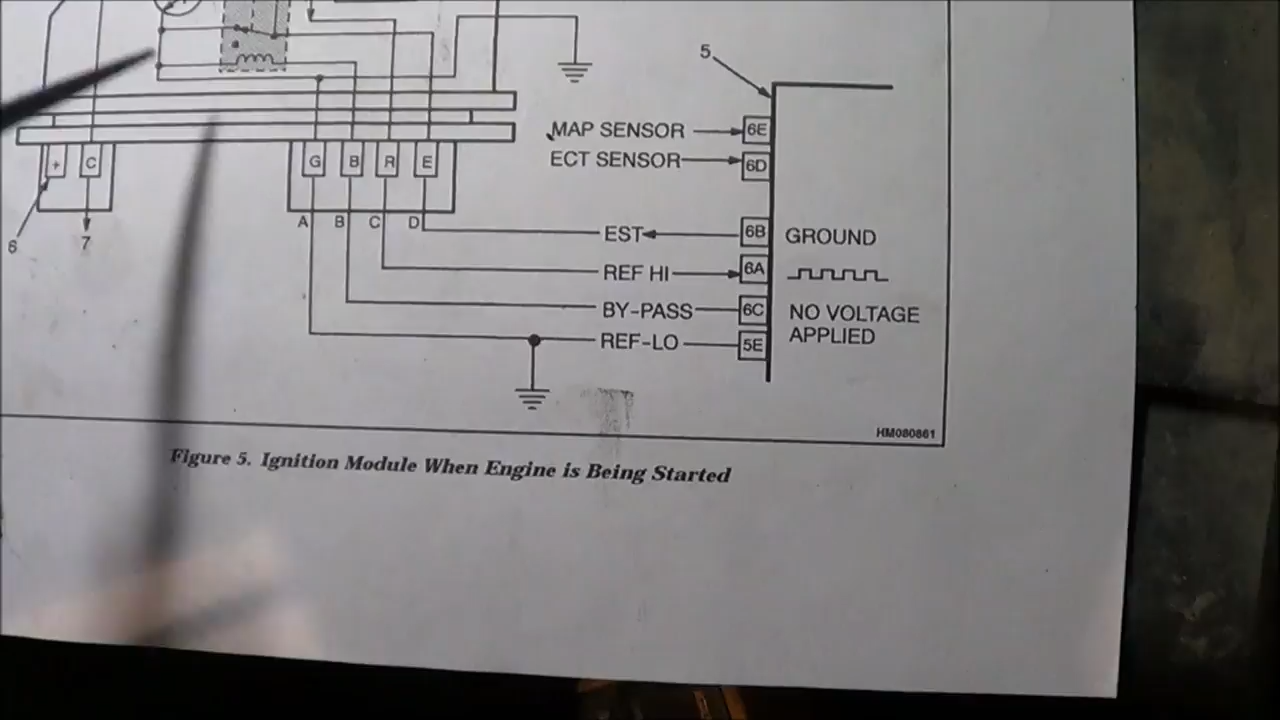 5
MAP SENSOR
6E
ECT SENSOR
6D
+
C
G
B
R
E
6
7
A
B
C
D
EST
6B
GROUND
REF HI
6A
BY-PASS
6C
NO VOLTAGE
APPLIED
REF-LO
5E
HM080861
Figure 5. Ignition Module When Engine is Being Started